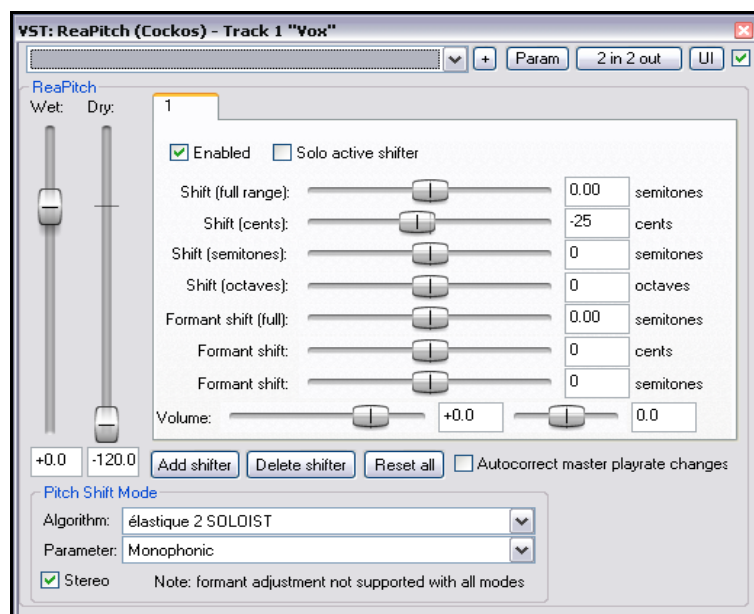 VST: ReaPitch (Cockos) - Track 1 "Vox"
+ Param 2 in 2 out UI
ReaPitch
Wet: Dry:
1
Enabled Solo active shifter
Shift (full range): 0.00 semitones
Shift (cents): -25 cents
Shift (semitones): 0 semitones
Shift (octaves): 0 octaves
Formant shift (full): 0.00 semitones
Formant shift: 0 cents
Formant shift: 0 semitones
Volume: +0.0 0.0
+0.0 -120.0 Add shifter Delete shifter Reset all Autocorrect master playrate changes
Pitch Shift Mode
Algorithm: élastique 2 SOLOIST
Parameter: Monophonic
Stereo Note: formant adjustment not supported with all modes